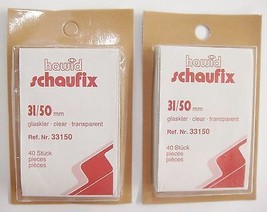 hawid
schaufix
31/50 mm
glasklar · clear · transparent
Ref. Nr. 33150
40 Stück
pieces
pièces
hawid
schaufix
31/50 mm
glasklar · clear · transparent
Ref. Nr. 33150
40 Stück
pieces
pièces